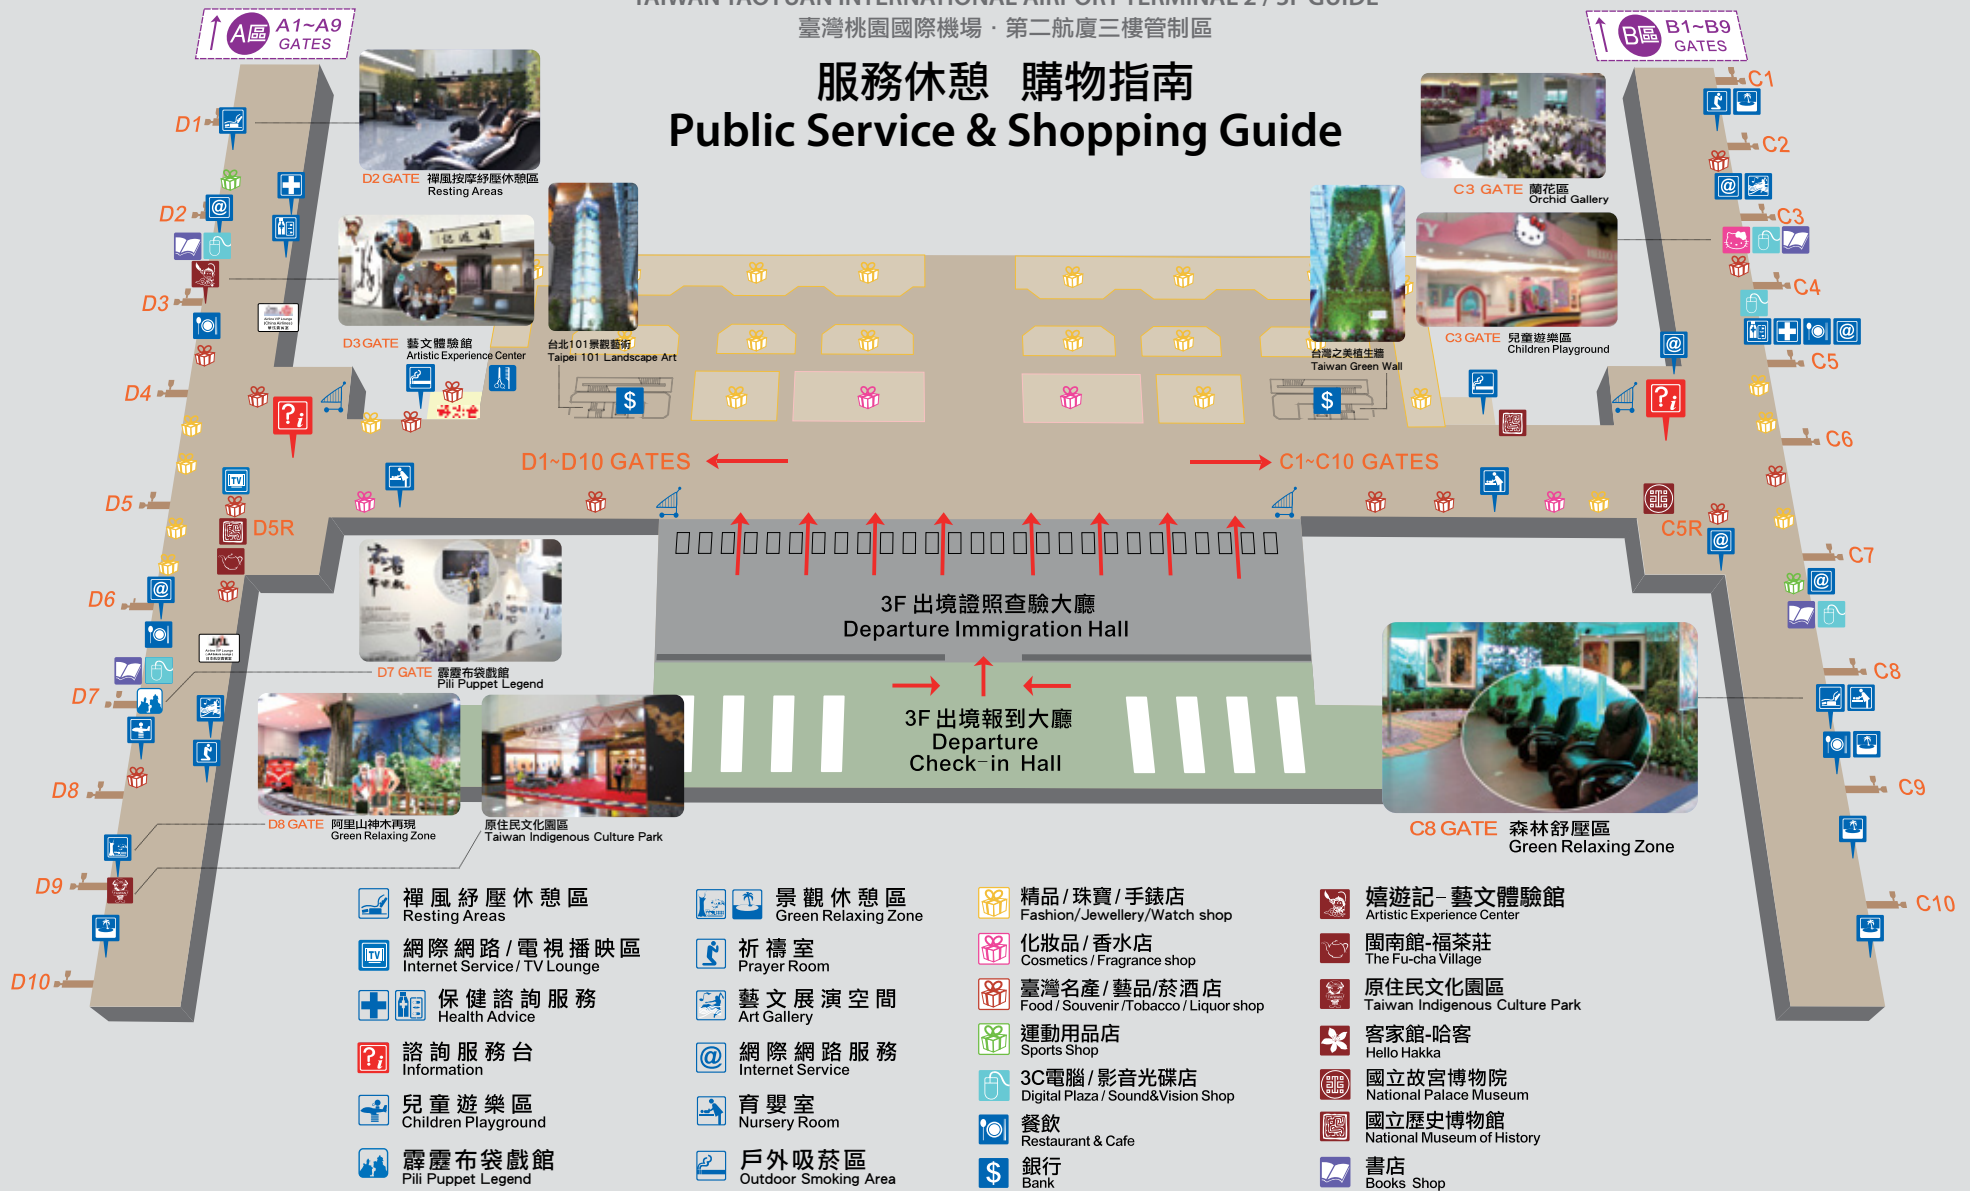 TAIWAN TAOYUAN INTERNATIONAL AIRPORT TERMINAL 2 / 3F GUIDE
臺灣桃園國際機場．第二航廈三樓管制區
服務休憩 購物指南
Public Service & Shopping Guide
A區
A1~A9
GATES
B區
B1~B9
GATES
D1
D2
D3
D4
D5
D5R
D6
D7
D8
D9
D10
C1
C2
C3
C4
C5
C6
C5R
C7
C8
C9
C10
D2 GATE 禪風按摩紓壓休憩區
Resting Areas
D3 GATE 藝文體驗館
Artistic Experience Center
台北101景觀藝術
Taipei 101 Landscape Art
C3 GATE 蘭花區
Orchid Gallery
C3 GATE 兒童遊樂區
Children Playground
台灣之美植生牆
Taiwan Green Wall
D1~D10 GATES
C1~C10 GATES
3F 出境證照查驗大廳
Departure Immigration Hall
3F 出境報到大廳
Departure
Check-in Hall
D7 GATE 霹靂布袋戲館
Pili Puppet Legend
D8 GATE 阿里山神木再現
Green Relaxing Zone
原住民文化園區
Taiwan Indigenous Culture Park
C8 GATE 森林舒壓區
Green Relaxing Zone
禪風紓壓休憩區
Resting Areas
網際網路/電視播映區
Internet Service / TV Lounge
保健諮詢服務
Health Advice
諮詢服務台
Information
兒童遊樂區
Children Playground
霹靂布袋戲館
Pili Puppet Legend
景觀休憩區
Green Relaxing Zone
祈禱室
Prayer Room
藝文展演空間
Art Gallery
網際網路服務
Internet Service
育嬰室
Nursery Room
戶外吸菸區
Outdoor Smoking Area
精品/珠寶/手錶店
Fashion/Jewellery/Watch shop
化妝品/香水店
Cosmetics / Fragrance shop
臺灣名產/藝品/菸酒店
Food / Souvenir /Tobacco / Liquor shop
運動用品店
Sports Shop
3C電腦/影音光碟店
Digital Plaza / Sound&Vision Shop
餐飲
Restaurant & Cafe
銀行
Bank
嬉遊記-藝文體驗館
Artistic Experience Center
閩南館-福茶莊
The Fu-cha Village
原住民文化園區
Taiwan Indigenous Culture Park
客家館-哈客
Hello Hakka
國立故宮博物院
National Palace Museum
國立歷史博物館
National Museum of History
書店
Books Shop